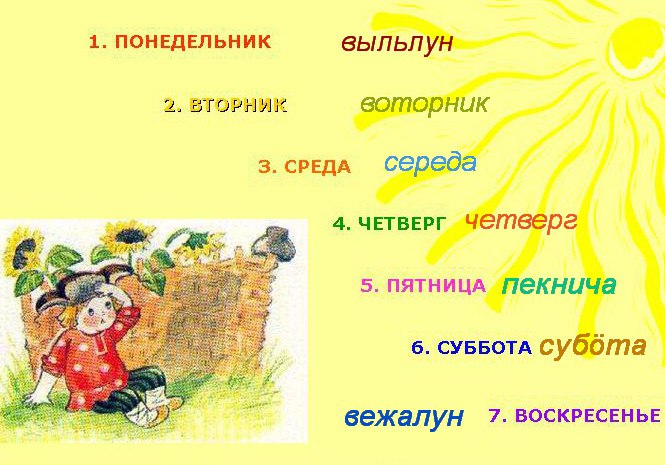 1. ПОНЕДЕЛЬНИК выльлун
2. ВТОРНИК воторник
3. СРЕДА середа
4. ЧЕТВЕРГ четверг
5. ПЯТНИЦА пекнича
6. СУББОТА субöта
вежалун 7. ВОСКРЕСЕНЬЕ